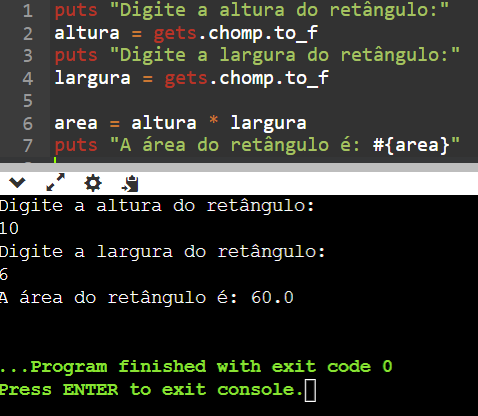 1 puts "Digite a altura do retângulo:"
2 altura = gets.chomp.to_f
3 puts "Digite a largura do retângulo:"
4 largura = gets.chomp.to_f
5
6 area = altura * largura
7 puts "A área do retângulo é: #{area}"
Digite a altura do retângulo:
10
Digite a largura do retângulo:
6
A área do retângulo é: 60.0
...Program finished with exit code 0
Press ENTER to exit console.